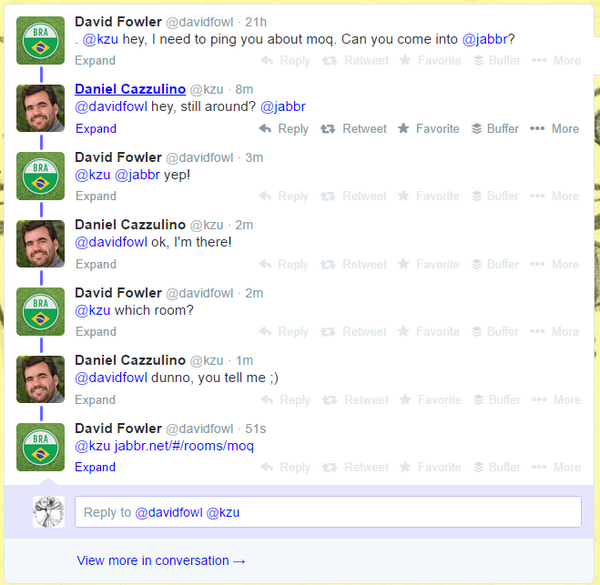 David Fowler @davidfowl · 21h
. @kzu hey, I need to ping you about moq. Can you come into @jabbr?
Expand Reply Retweet Favorite Buffer More
Daniel Cazzulino @kzu · 8m
@davidfowl hey, still around? @jabbr
Expand Reply Retweet Favorite Buffer More
BRA
David Fowler @davidfowl · 3m
@kzu @jabbr yep!
Expand Reply Retweet Favorite Buffer More
Daniel Cazzulino @kzu · 2m
@davidfowl ok, I'm there!
Expand Reply Retweet Favorite Buffer More
BRA
David Fowler @davidfowl · 2m
@kzu which room?
Expand Reply Retweet Favorite Buffer More
Daniel Cazzulino @kzu · 1m
@davidfowl dunno, you tell me ;)
Expand Reply Retweet Favorite Buffer More
BRA
David Fowler @davidfowl · 51s
@kzu jabbr.net/#/rooms/moq
Expand Reply Retweet Favorite Buffer More
BRA
Reply to @davidfowl @kzu
View more in conversation →